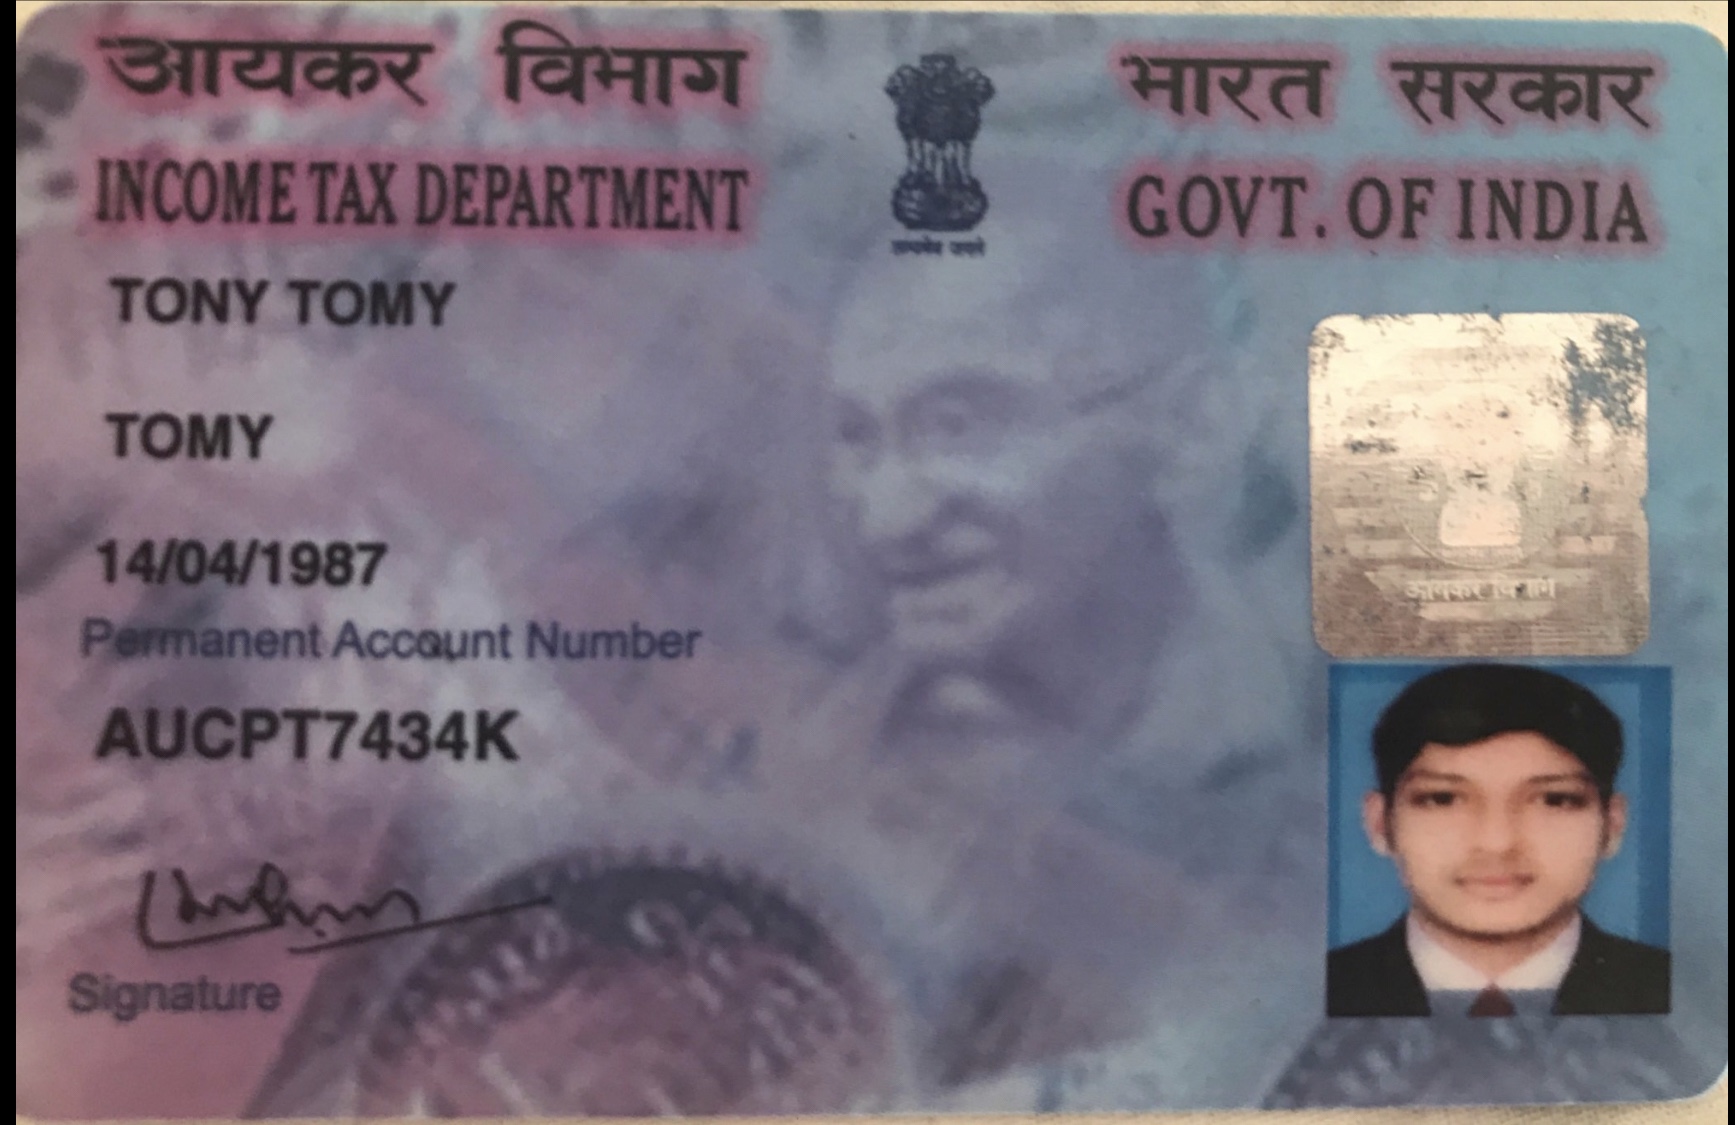 आयकर विभाग
INCOME TAX DEPARTMENT
भारत सरकार
GOVT. OF INDIA
सत्यमेव जयते
TONY TOMY
TOMY
14/04/1987
Permanent Account Number
AUCPT7434K
Signature
आयकर विभाग